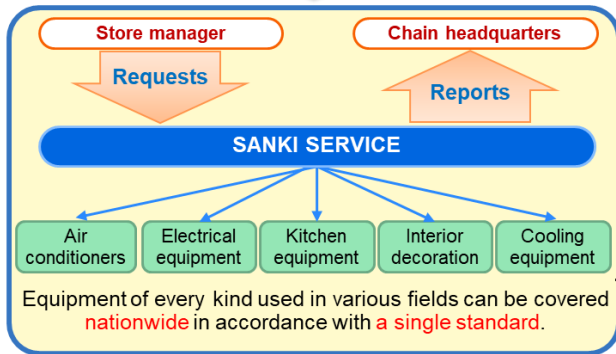 Store manager
Chain headquarters
Requests
Reports
SANKI SERVICE
Air
conditioners
Electrical
equipment
Kitchen
equipment
Interior
decoration
Cooling
equipment
Equipment of every kind used in various fields can be covered
nationwide in accordance with a single standard.